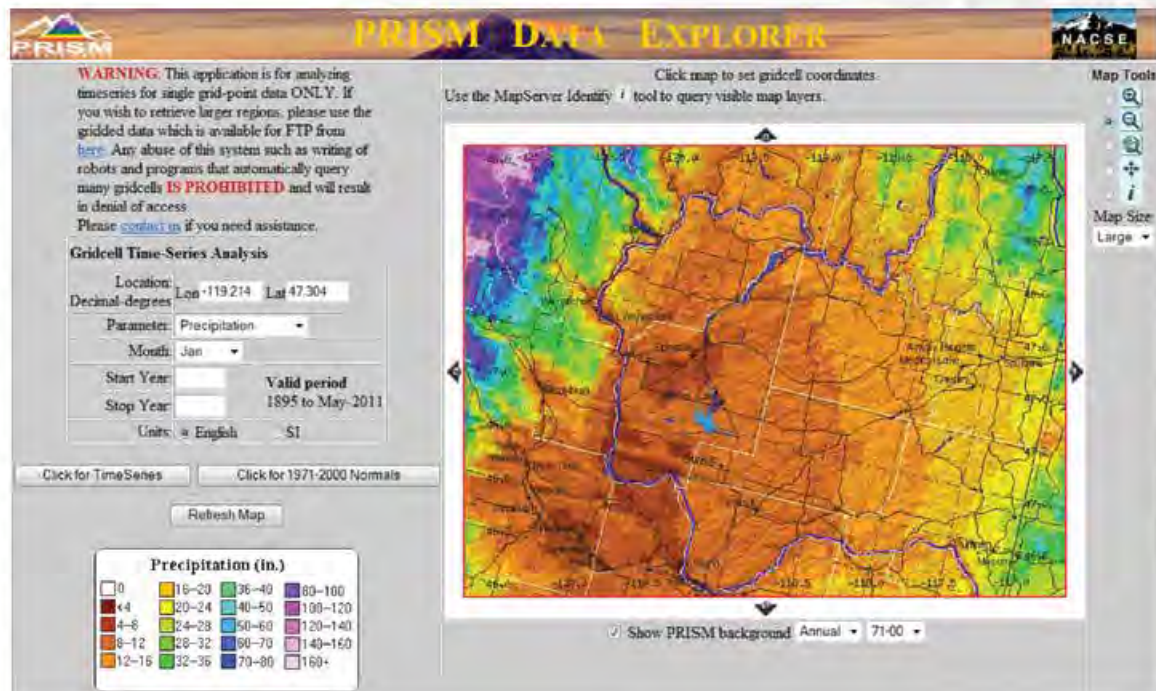 PRISM
PRISM DATA EXPLORER
NACSE
WARNING: This application is for analyzing
timeseries for single grid-point data ONLY. If
you wish to retrieve larger regions, please use the
gridded data which is available for FTP from
here. Any abuse of this system such as writing of
robots and programs that automatically query
many gridcells IS PROHIBITED and will result
in denial of access
Please contact us if you need assistance.
Gridcell Time-Series Analysis
Location:
Decimal-degrees
Lon -119.214 Lat 47.304
Parameter: Precipitation
Month: Jan
Start Year:
Stop Year:
Valid period
1895 to May-2011
Units: English SI
Click for TimeSeries Click for 1971-2000 Normals
Refresh Map
Precipitation (in.)
0 16-20 36-40 80-100
<4 20-24 40-50 100-120
4-8 24-28 50-60 120-140
8-12 28-32 60-70 140-160
12-16 32-36 70-80 160+
Click map to set gridcell coordinates.
Use the MapServer Identify i tool to query visible map layers.
Show PRISM background Annual 71-00
Map Tools
i
Map Size
Large